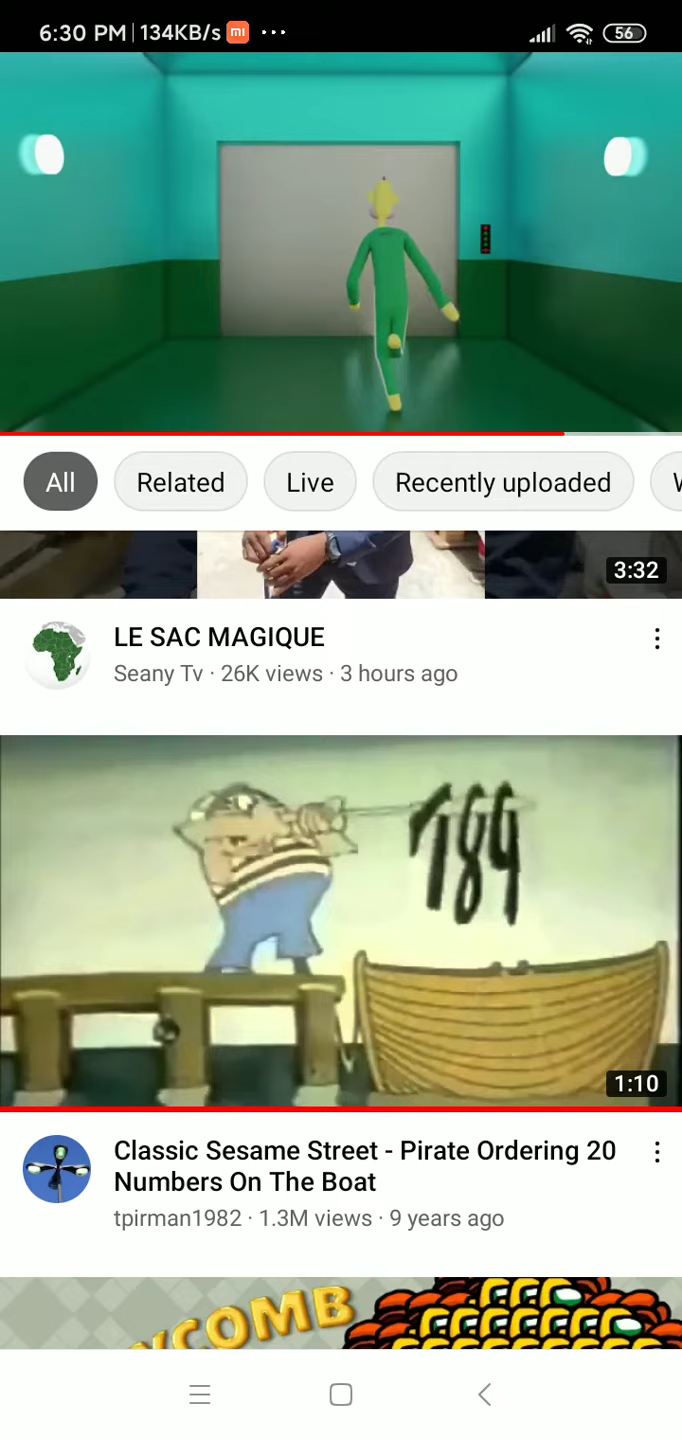 6:30 PM 134KB/s mi ... 56
All Related Live Recently uploaded
3:32
LE SAC MAGIQUE
Seany Tv · 26K views · 3 hours ago
189
1:10
Classic Sesame Street - Pirate Ordering 20
Numbers On The Boat
tpirman1982 · 1.3M views · 9 years ago
COMB